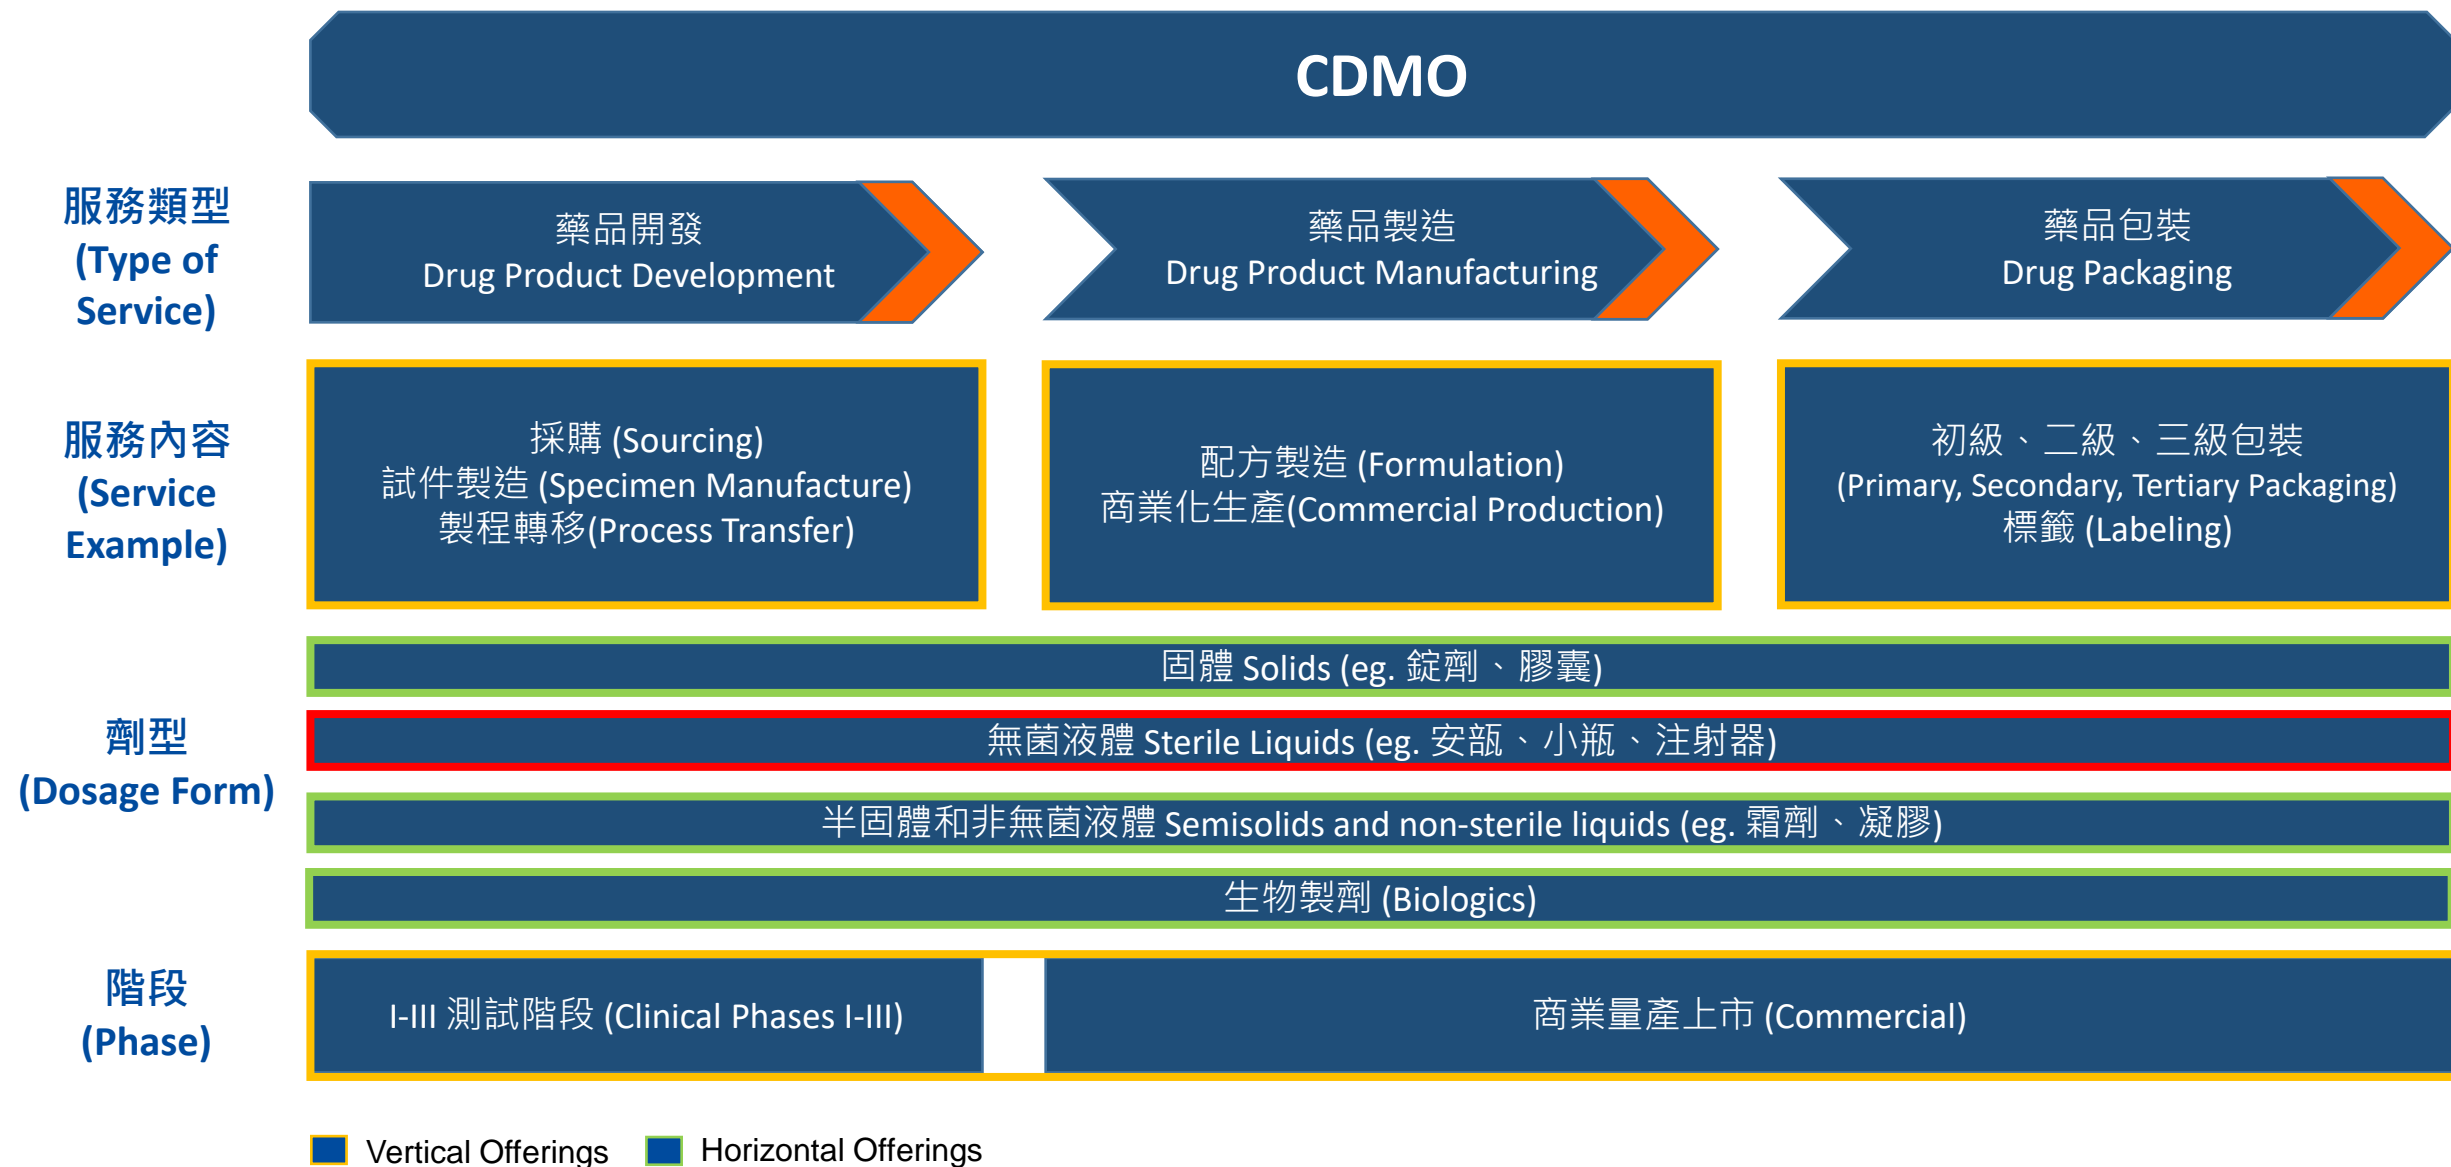 CDMO
服務類型
(Type of
Service)
藥品開發
Drug Product Development
藥品製造
Drug Product Manufacturing
藥品包裝
Drug Packaging
服務內容
(Service
Example)
採購 (Sourcing)
試件製造 (Specimen Manufacture)
製程轉移(Process Transfer)
配方製造 (Formulation)
商業化生產(Commercial Production)
初級、二級、三級包裝
(Primary, Secondary, Tertiary Packaging)
標籤 (Labeling)
劑型
(Dosage Form)
固體 Solids (eg. 錠劑、膠囊)
無菌液體 Sterile Liquids (eg. 安瓿、小瓶、注射器)
半固體和非無菌液體 Semisolids and non-sterile liquids (eg. 霜劑、凝膠)
生物製劑 (Biologics)
階段
(Phase)
I-III 測試階段 (Clinical Phases I-III)
商業量產上市 (Commercial)
Vertical Offerings
Horizontal Offerings